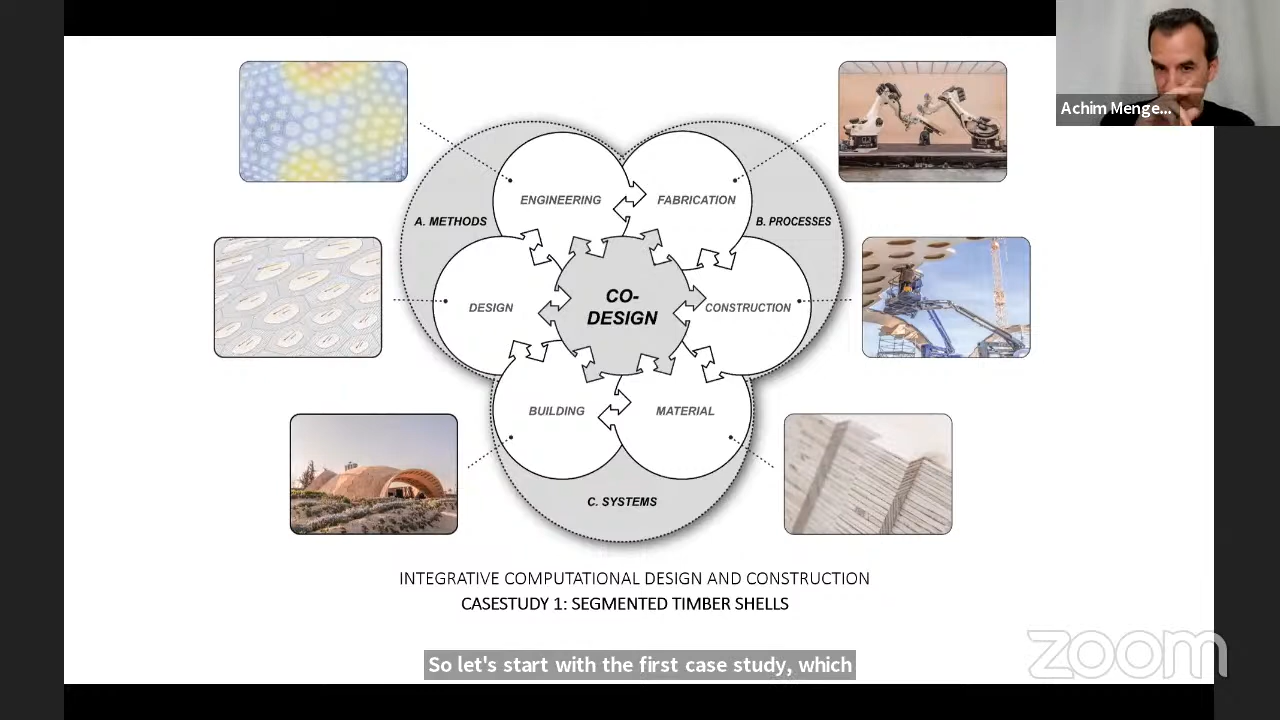 Achim Menge...
ENGINEERING
FABRICATION
A. METHODS
B. PROCESSES
CO-
DESIGN
DESIGN
CONSTRUCTION
BUILDING
MATERIAL
C. SYSTEMS
INTEGRATIVE COMPUTATIONAL DESIGN AND CONSTRUCTION
CASESTUDY 1: SEGMENTED TIMBER SHELLS
So let's start with the first case study, which
zoom